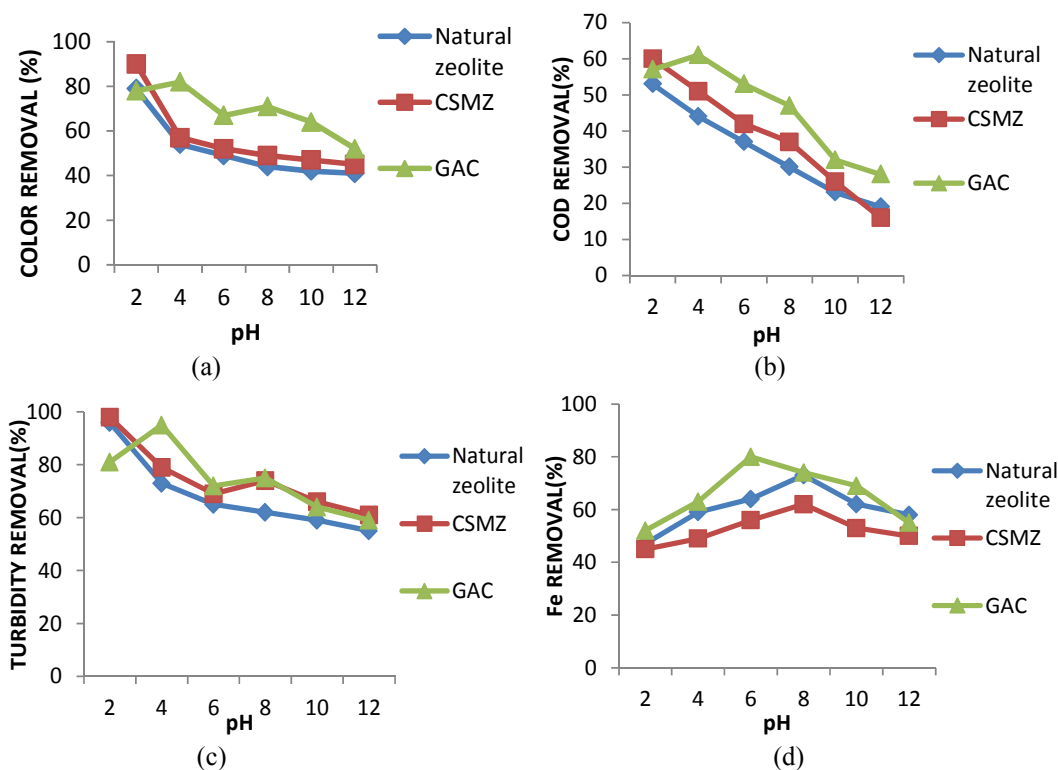 100
80
60
40
20
0
COLOR REMOVAL (%)
2 4 6 8 10 12
pH
Natural
zeolite
CSMZ
GAC
(a)
70
60
50
40
30
20
10
0
COD REMOVAL(%)
2 4 6 8 10 12
pH
Natural
zeolite
CSMZ
GAC
(b)
100
80
60
40
20
0
TURBIDITY REMOVAL(%)
2 4 6 8 10 12
pH
Natural
zeolite
CSMZ
GAC
(c)
100
80
60
40
20
0
Fe REMOVAL(%)
2 4 6 8 10 12
pH
Natural
zeolite
CSMZ
GAC
(d)